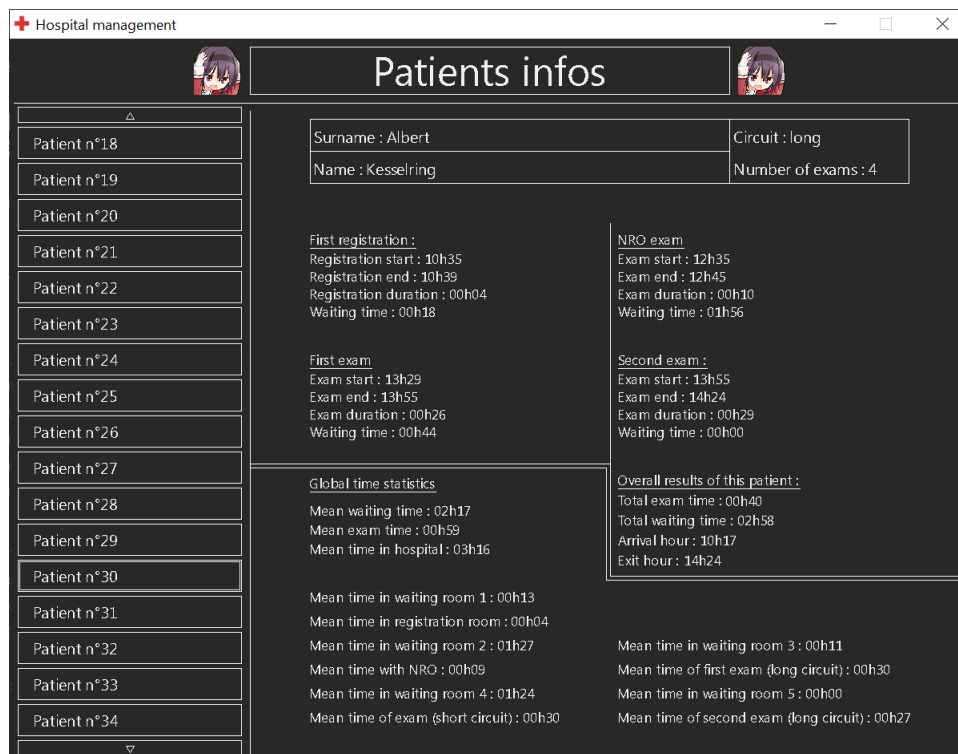 Hospital management
Patients infos
Patient n°18
Patient n°19
Patient n°20
Patient n°21
Patient n°22
Patient n°23
Patient n°24
Patient n°25
Patient n°26
Patient n°27
Patient n°28
Patient n°29
Patient n°30
Patient n°31
Patient n°32
Patient n°33
Patient n°34
Surname : Albert
Circuit : long
Name : Kesselring
Number of exams : 4
First registration :
Registration start : 10h35
Registration end : 10h39
Registration duration : 00h04
Waiting time : 00h18
NRO exam
Exam start : 12h35
Exam end : 12h45
Exam duration : 00h10
Waiting time : 01h56
First exam
Exam start : 13h29
Exam end : 13h55
Exam duration : 00h26
Waiting time : 00h44
Second exam :
Exam start : 13h55
Exam end : 14h24
Exam duration : 00h29
Waiting time : 00h00
Global time statistics
Mean waiting time : 02h17
Mean exam time : 00h59
Mean time in hospital : 03h16
Overall results of this patient :
Total exam time : 00h40
Total waiting time : 02h58
Arrival hour : 10h17
Exit hour : 14h24
Mean time in waiting room 1 : 00h13
Mean time in registration room : 00h04
Mean time in waiting room 2 : 01h27
Mean time in waiting room 3 : 00h11
Mean time with NRO : 00h09
Mean time of first exam (long circuit) : 00h30
Mean time in waiting room 4 : 01h24
Mean time in waiting room 5 : 00h00
Mean time of exam (short circuit) : 00h30
Mean time of second exam (long circuit) : 00h27